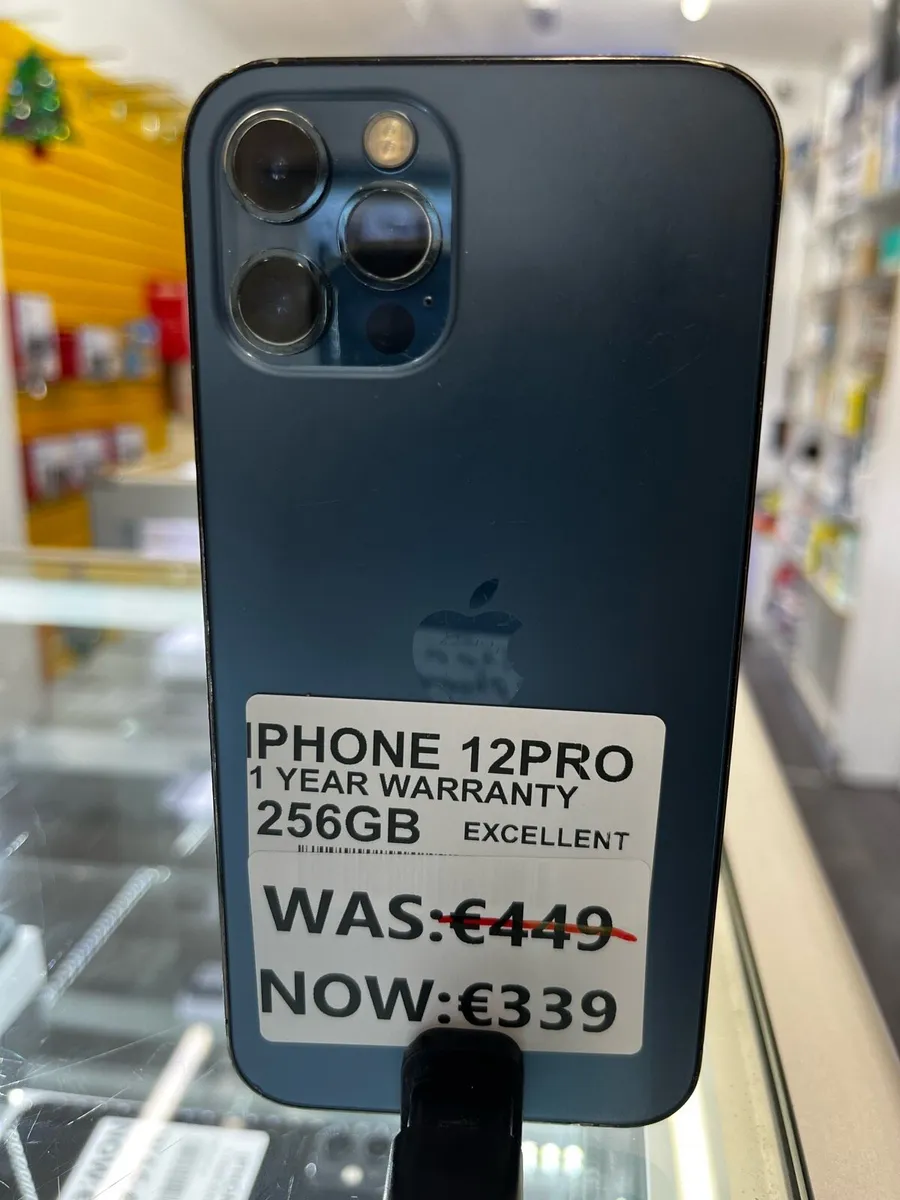 IPHONE 12PRO
1 YEAR WARRANTY
256GB EXCELLENT
WAS:€449
NOW:€339